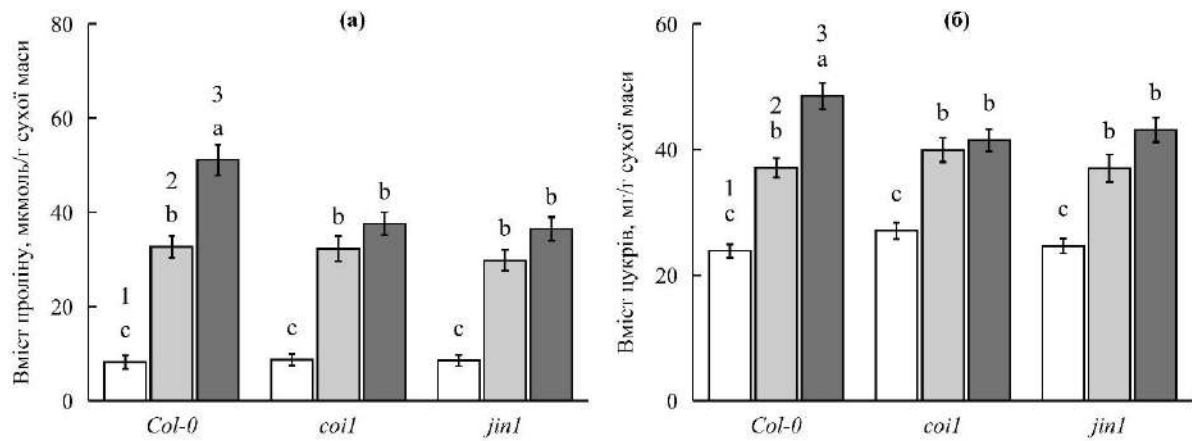 (а)
Вміст проліну, мкмоль/г сухої маси
80
60
40
20
0
1
c
2
b
3
a
c
b
b
c
b
b
Col-0
coi1
jin1
(б)
Вміст цукрів, мг/г сухої маси
60
40
20
0
1
c
2
b
3
a
c
b
b
c
b
b
Col-0
coi1
jin1